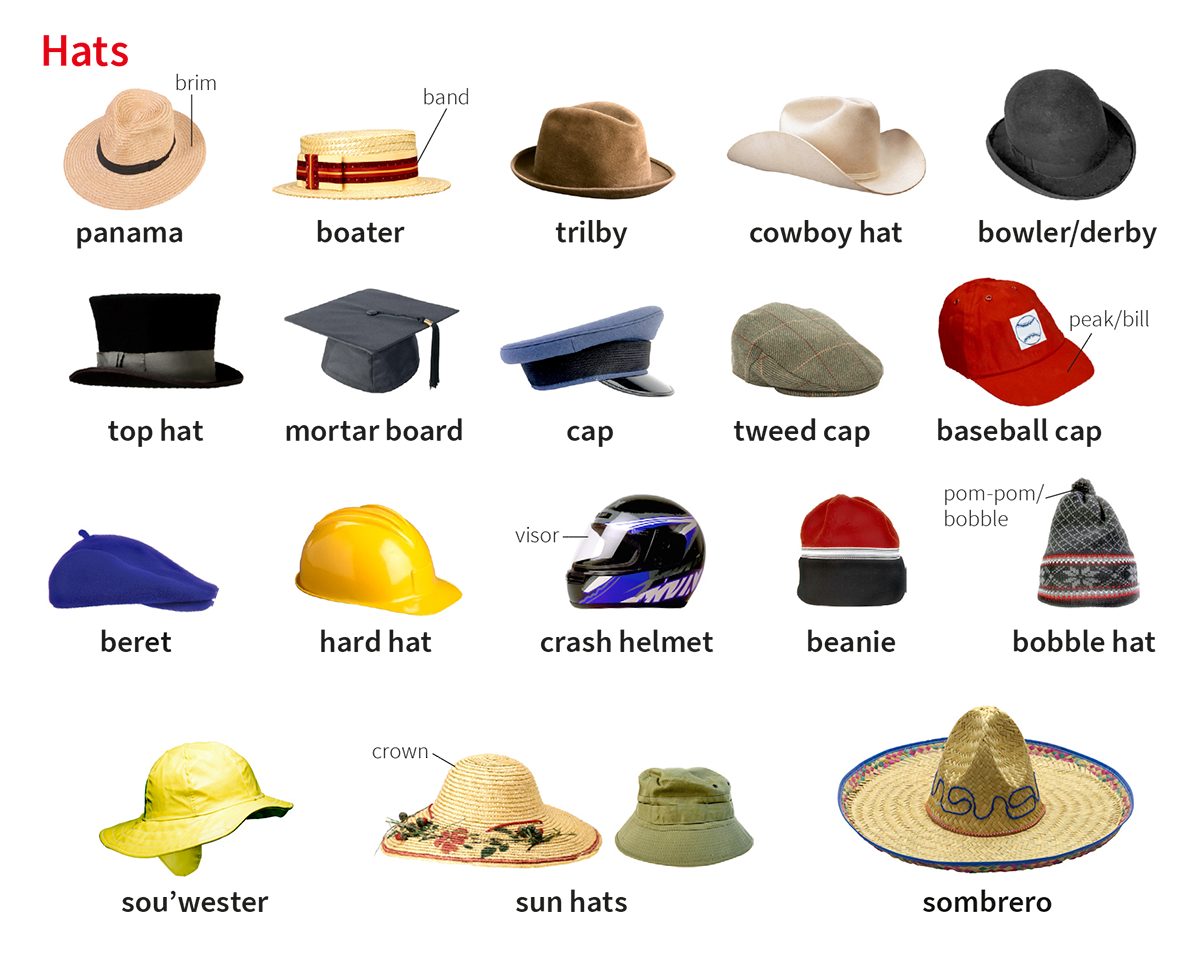 Hats
brim
band
panama
boater
trilby
cowboy hat
bowler/derby
peak/bill
top hat
mortar board
cap
tweed cap
baseball cap
visor
pom-pom/
bobble
beret
hard hat
crash helmet
beanie
bobble hat
crown
sou’wester
sun hats
sombrero